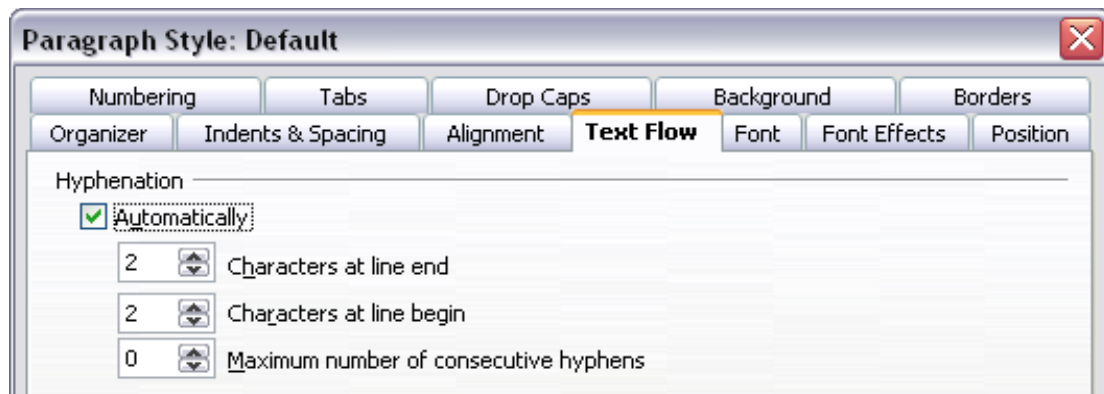 Paragraph Style: Default
Numbering Tabs Drop Caps Background Borders
Organizer Indents & Spacing Alignment Text Flow Font Font Effects Position
Hyphenation
Automatically
2 Characters at line end
2 Characters at line begin
0 Maximum number of consecutive hyphens